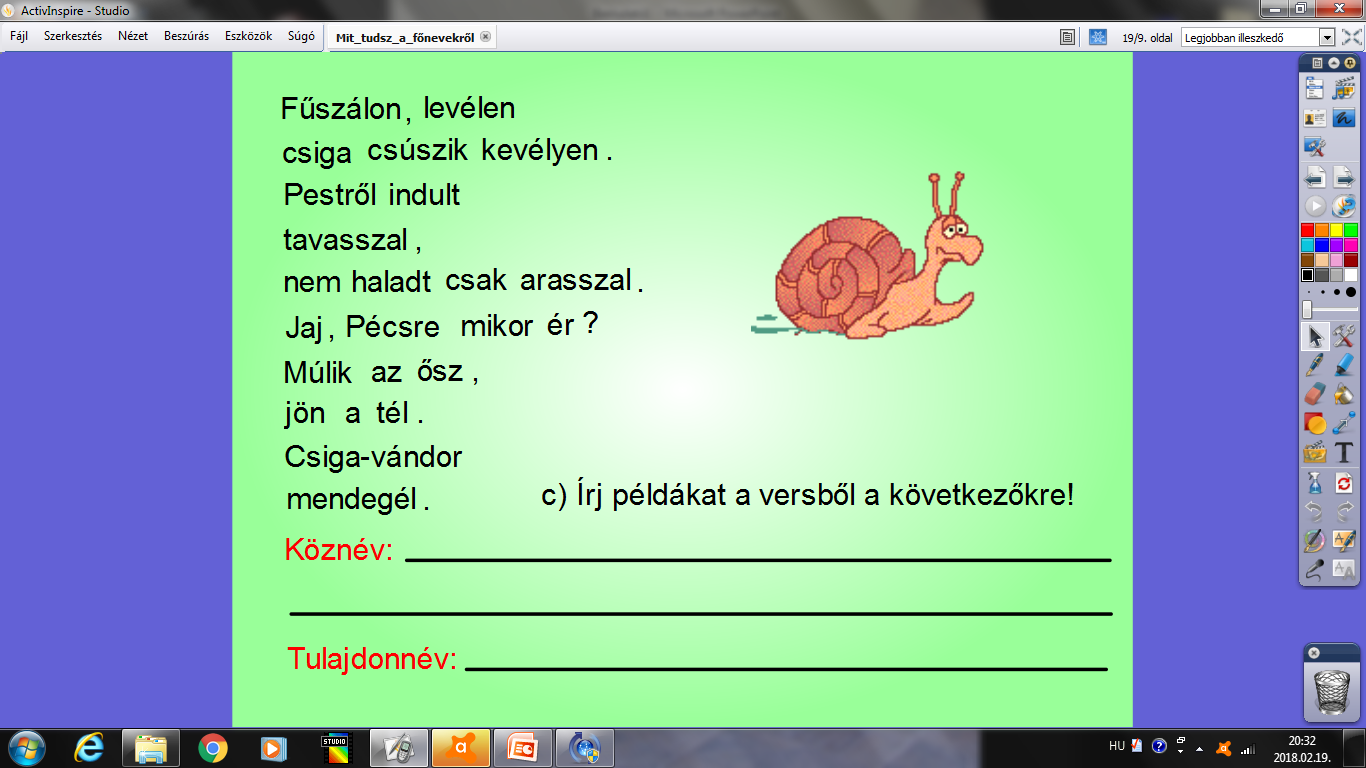 ActivInspire - Studio
Fájl Szerkesztés Nézet Beszúrás Eszközök Súgó Mit_tudsz_a_főnevekről 19/9. oldal Legjobban illeszkedő
Fűszálon, levélen
csiga csúszik kevélyen.
Pestről indult
tavasszal,
nem haladt csak arasszal.
Jaj, Pécsre mikor ér?
Múlik az ősz,
jön a tél.
Csiga-vándor
mendegél.
c) Írj példákat a versből a következőkre!
Köznév:
Tulajdonnév:
STUDIO
HU
20:32
2018.02.19.